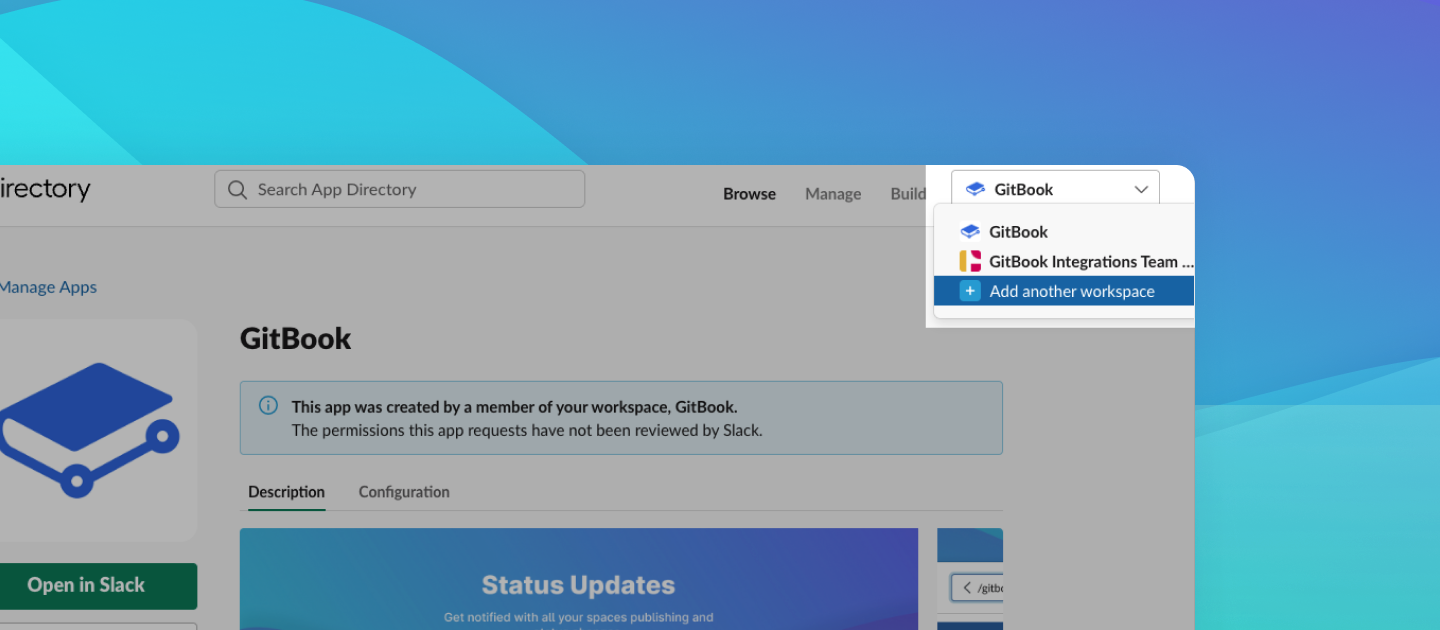 irectory
Search App Directory
Browse
Manage
Build
GitBook
GitBook
GitBook Integrations Team ...
Add another workspace
Manage Apps
GitBook
This app was created by a member of your workspace, GitBook.
The permissions this app requests have not been reviewed by Slack.
Description
Configuration
Open in Slack
Status Updates
Get notified with all your spaces publishing and
/gitbo